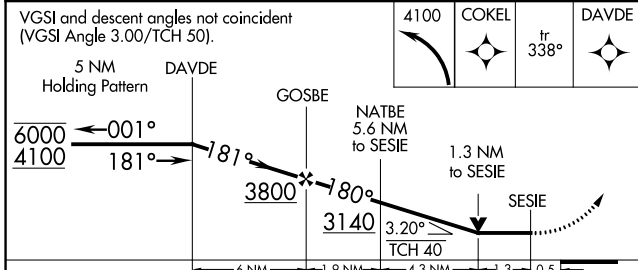 VGSI and descent angles not coincident
(VGSI Angle 3.00/TCH 50).
4100
COKEL
tr
338°
DAVDE
5 NM
Holding Pattern
DAVDE
GOSBE
NATBE
5.6 NM
to SESIE
1.3 NM
to SESIE
SESIE
6000
4100
001°
181°
181°
3800
180°
3140
3.20°
TCH 40
6 NM
1.9 NM
4.3 NM
1.3
0.5